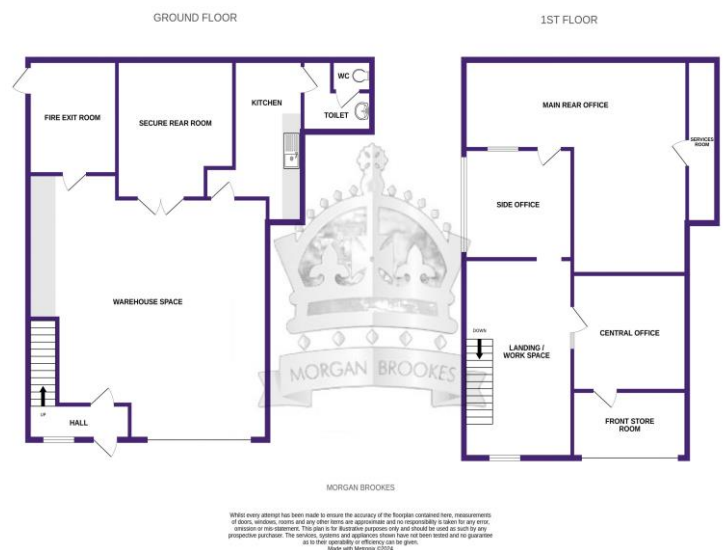 GROUND FLOOR
1ST FLOOR
WC
KITCHEN
MAIN REAR OFFICE
FIRE EXIT ROOM
SECURE REAR ROOM
TOILET
SERVICES
ROOM
SIDE OFFICE
WAREHOUSE SPACE
DOWN
LANDING /
WORK SPACE
CENTRAL OFFICE
MORGAN BROOKES
UP
HALL
FRONT STORE
ROOM
MORGAN BROOKES
Whilst every attempt has been made to ensure the accuracy of the floorplan contained here, measurements
of doors, windows, rooms and any other items are approximate and no responsibility is taken for any error,
omission or mis-statement. This plan is for illustrative purposes only and should be used as such by any
prospective purchaser. The services, systems and appliances shown have not been tested and no guarantee
as to their operability or efficiency can be given.
Made with Metropix ©2024